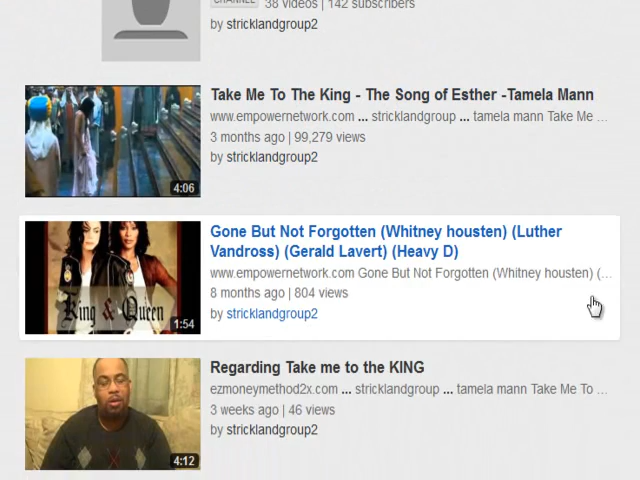 CHANNEL 38 videos | 142 subscribers
by stricklandgroup2
Take Me To The King - The Song of Esther -Tamela Mann
www.empowernetwork.com ... stricklandgroup ... tamela mann Take Me ...
3 months ago | 99,279 views
by stricklandgroup2
4:06
Gone But Not Forgotten (Whitney housten) (Luther
Vandross) (Gerald Lavert) (Heavy D)
www.empowernetwork.com Gone But Not Forgotten (Whitney housten) (...
8 months ago | 804 views
by stricklandgroup2
King & Queen
1:54
Regarding Take me to the KING
ezmoneymethod2x.com ... stricklandgroup ... tamela mann Take Me To ...
3 weeks ago | 46 views
by stricklandgroup2
4:12